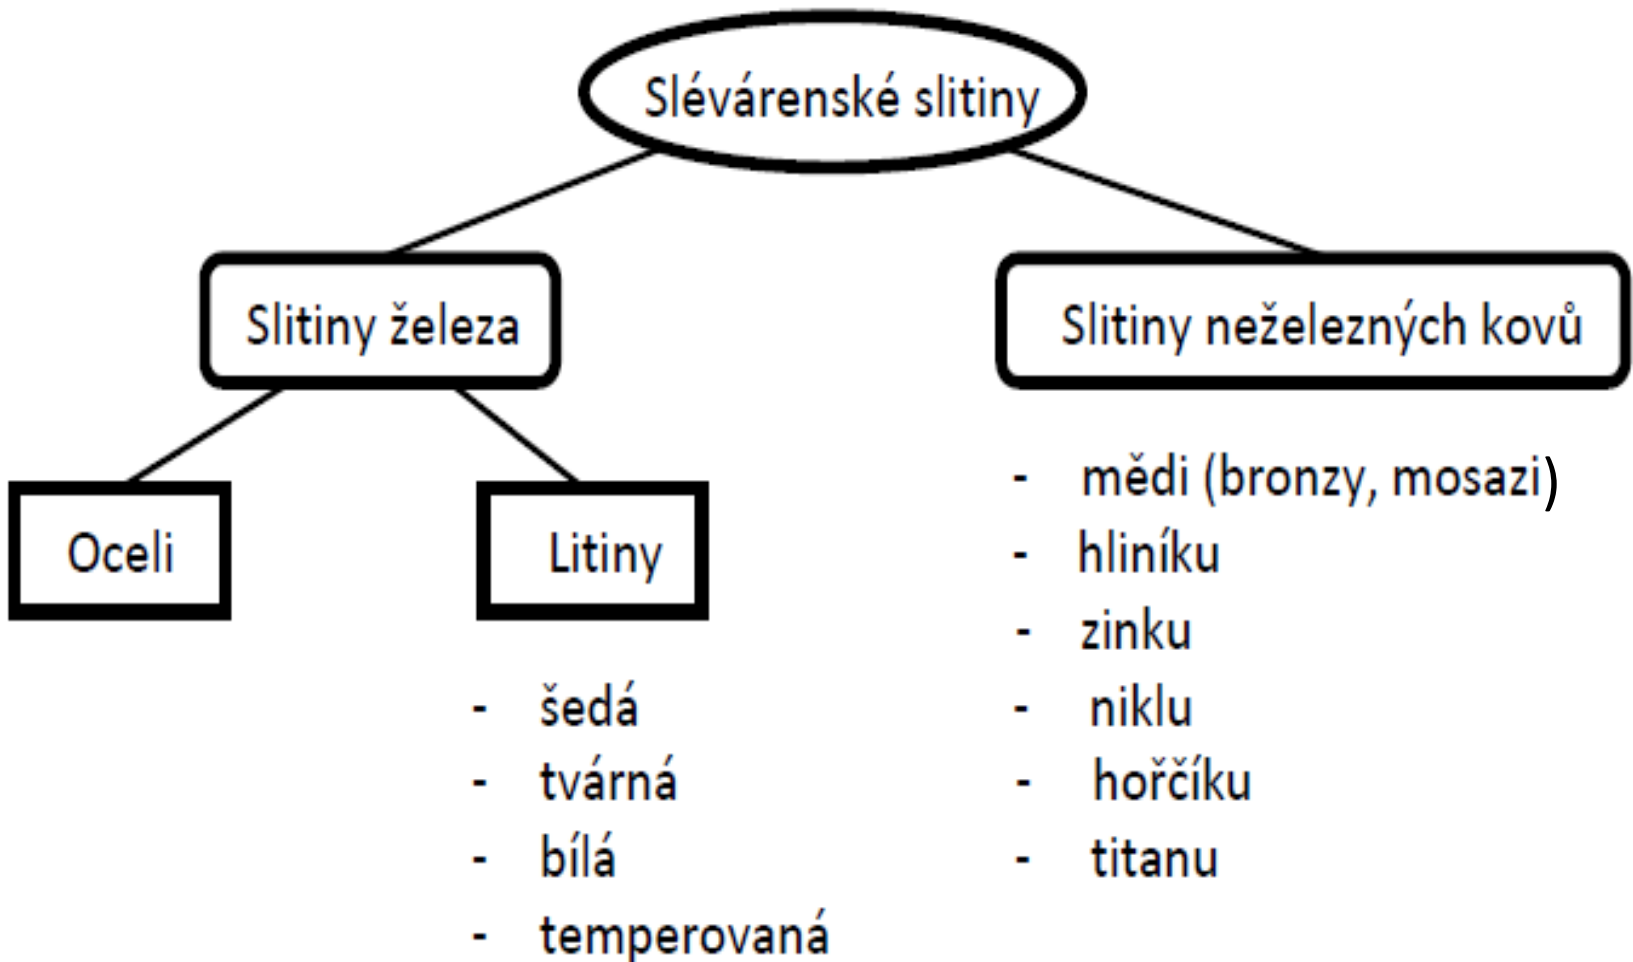 Slévárenské slitiny
Slitiny železa
Slitiny neželezných kovů
Oceli
Litiny
- šedá
- tvárná
- bílá
- temperovaná
- mědi (bronzy, mosazi)
- hliníku
- zinku
- niklu
- hořčíku
- titanu